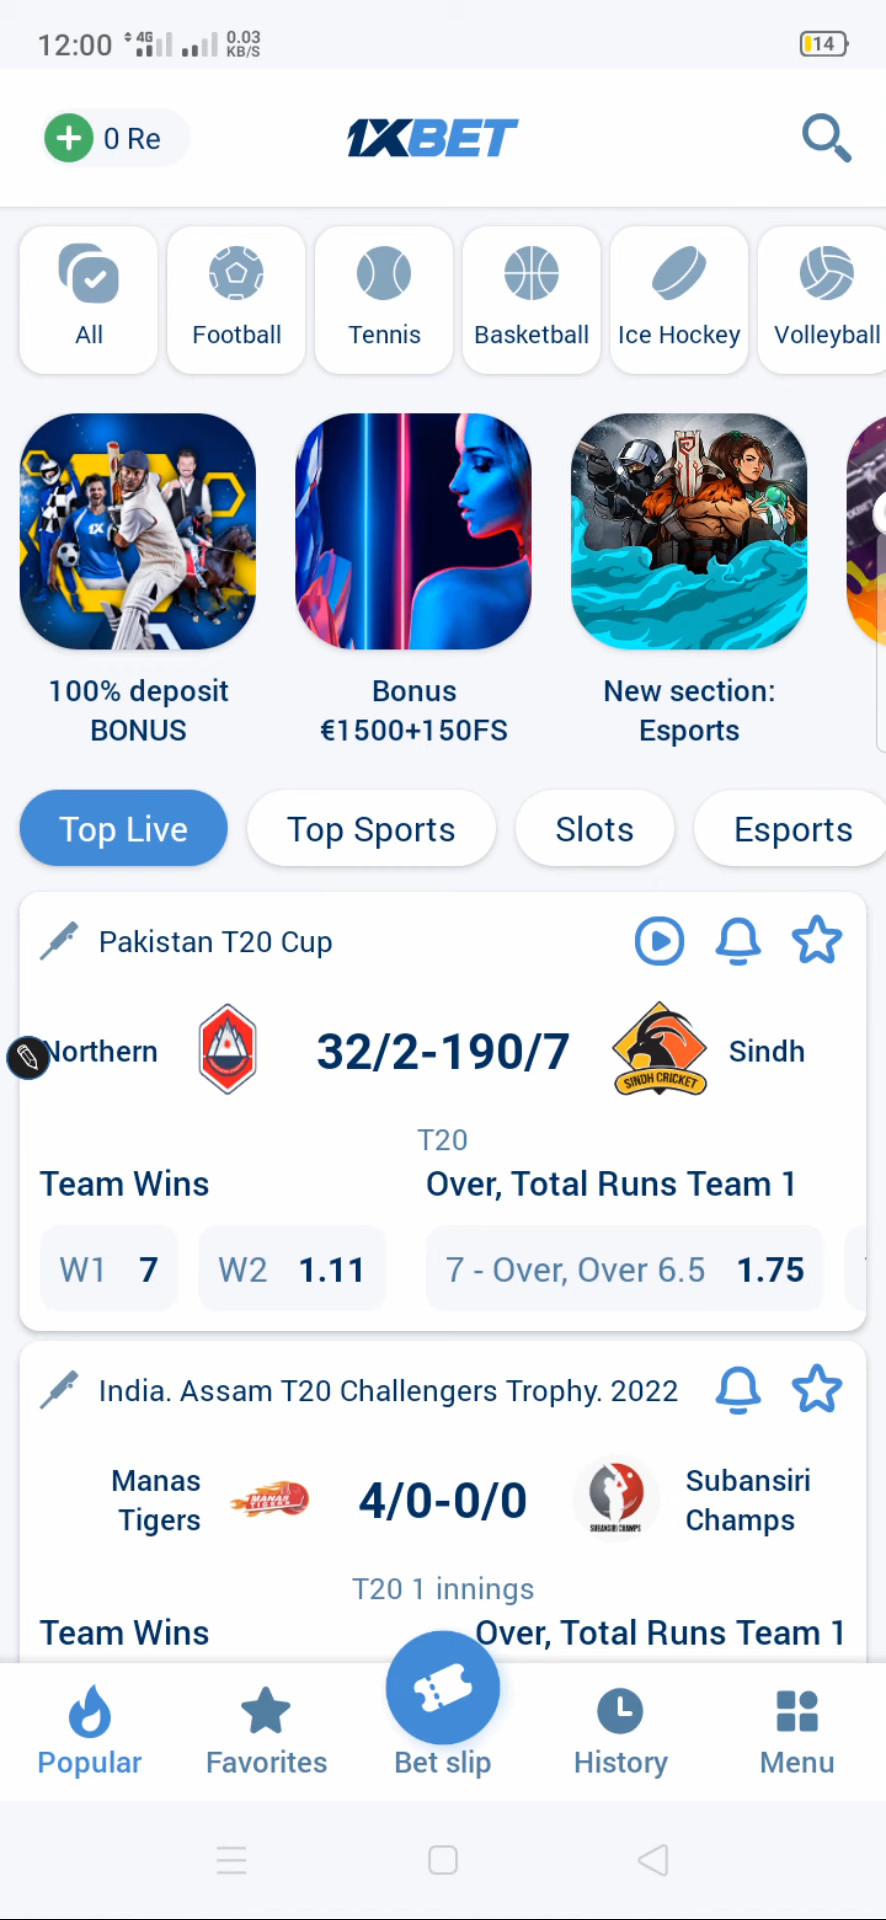 12:00 4G 0.03 KB/S 14
0 Re 1XBET
All Football Tennis Basketball Ice Hockey Volleyball
100% deposit BONUS
Bonus €1500+150FS
New section: Esports
Top Live Top Sports Slots Esports
Pakistan T20 Cup
Northern 32/2-190/7 Sindh
SINDH CRICKET
T20
Team Wins Over, Total Runs Team 1
W1 7 W2 1.11 7 - Over, Over 6.5 1.75
India. Assam T20 Challengers Trophy. 2022
Manas Tigers MANAS 4/0-0/0 SUBANSIRI CHAMPS Subansiri Champs
T20 1 innings
Team Wins Over, Total Runs Team 1
Popular Favorites Bet slip History Menu